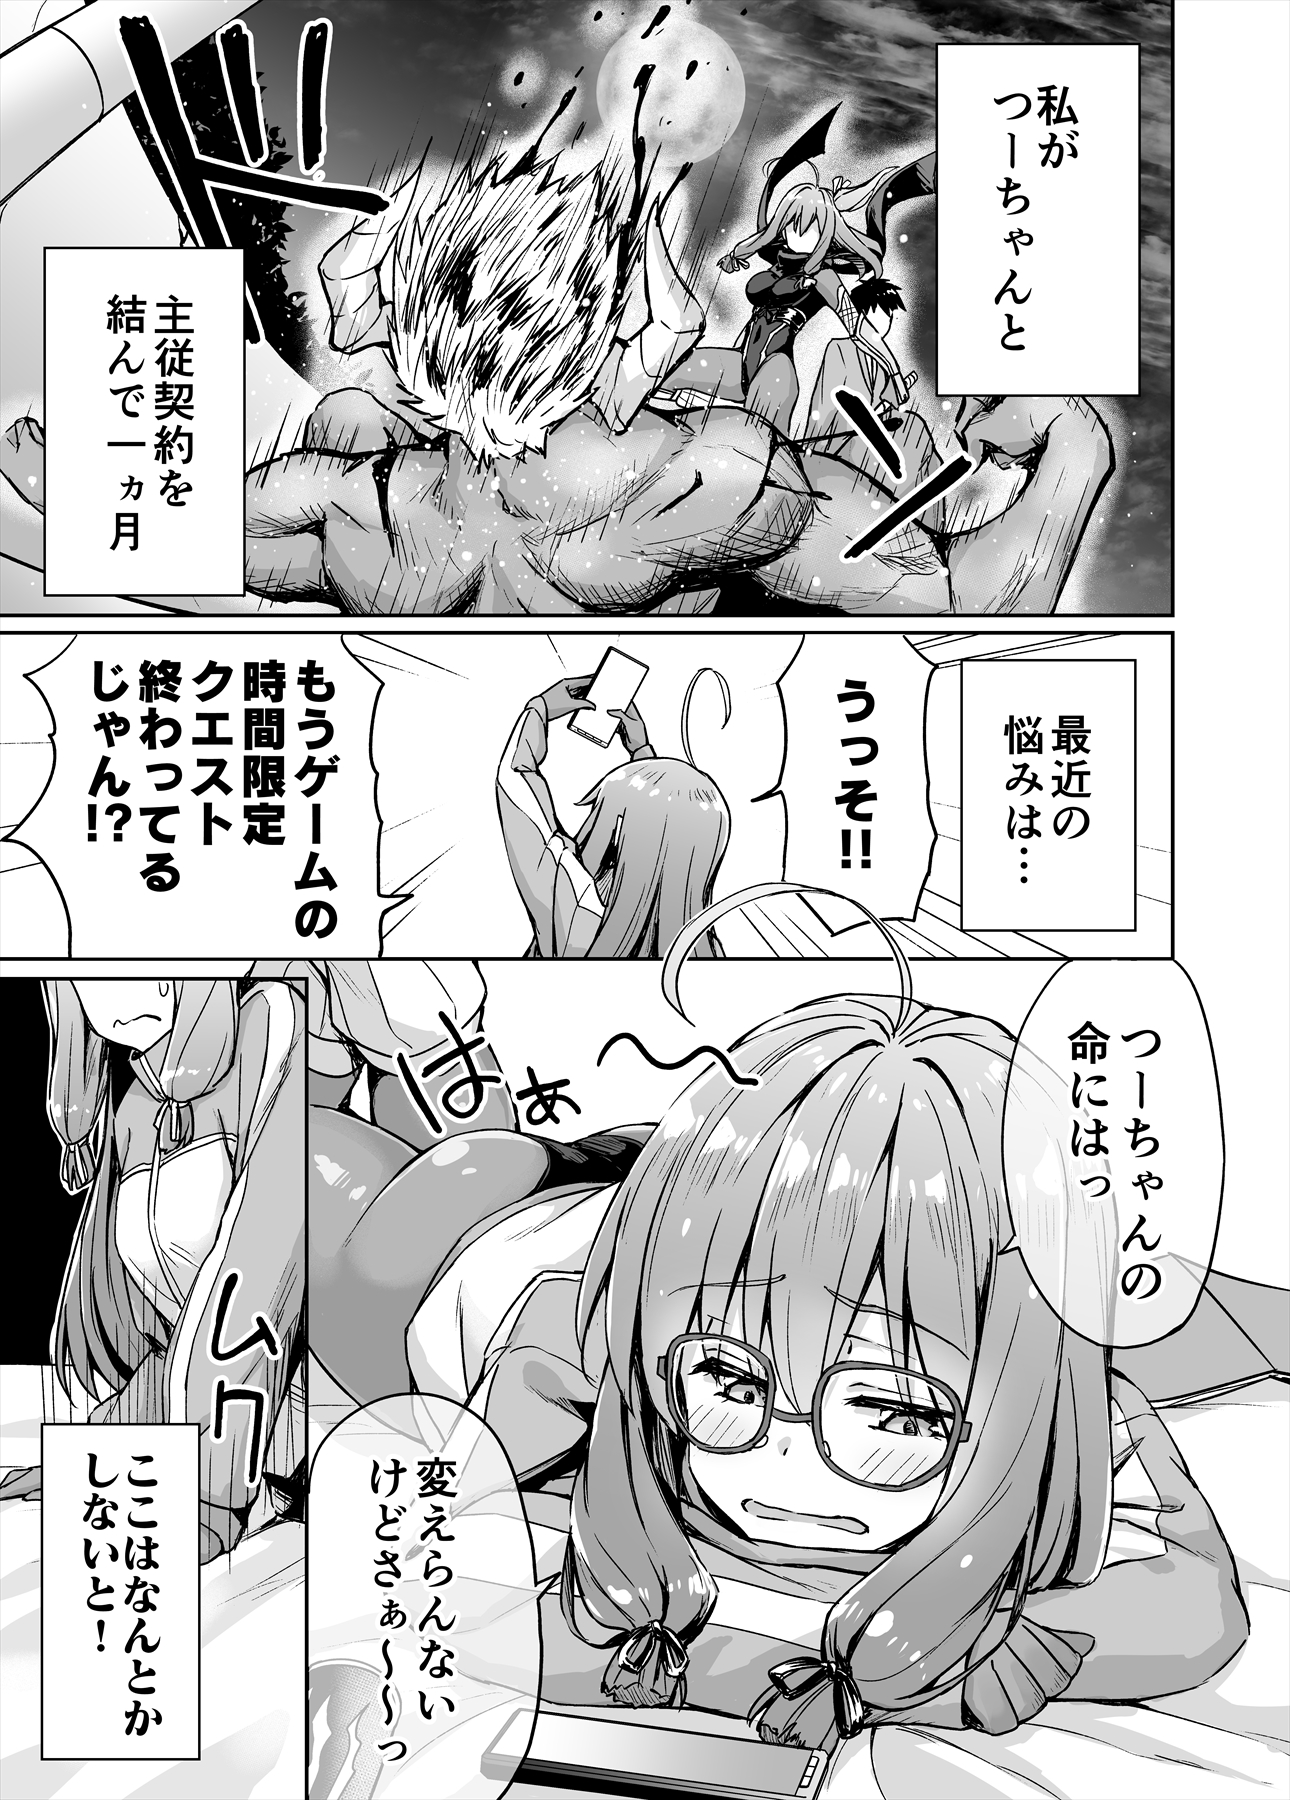 私が
つーちゃんと
ドドン
主従契約を
結んで一ヵ月
最近の
悩みは…
うっそ!!
もうゲームの
時間限定
クエスト
終わってる
じゃん!?
つーちゃんの
命にはっ
はぁ〜
変えらんない
けどさぁ〜〜っ
ムク
ここはなんとか
しないと!